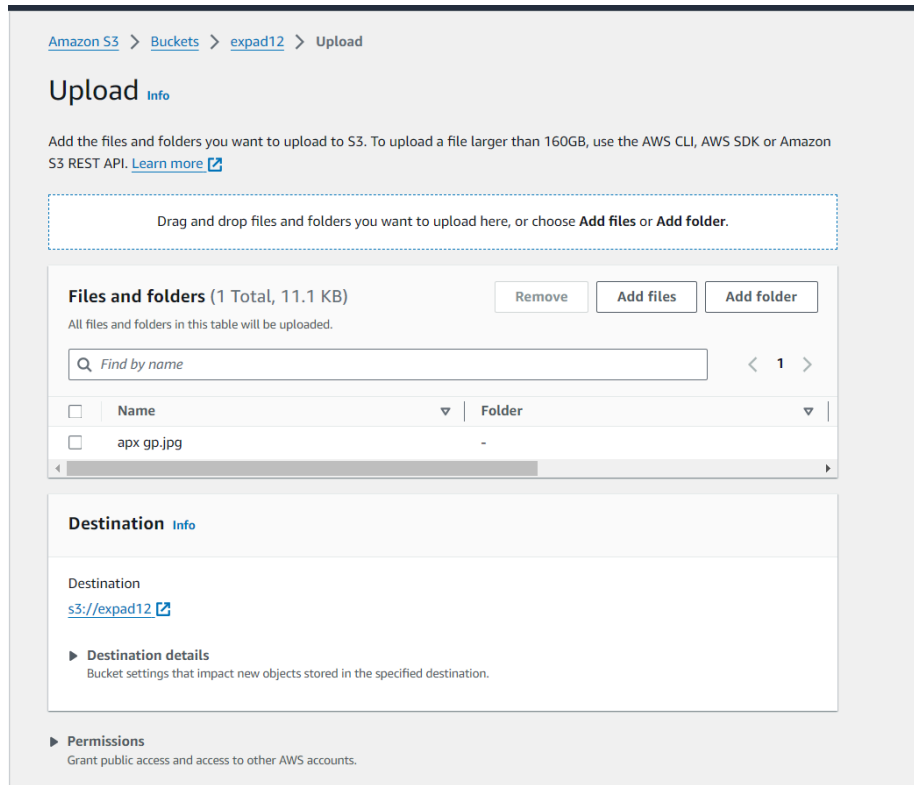 Amazon S3 > Buckets > expad12 > Upload
Upload Info
Add the files and folders you want to upload to S3. To upload a file larger than 160GB, use the AWS CLI, AWS SDK or Amazon
S3 REST API. Learn more
Drag and drop files and folders you want to upload here, or choose Add files or Add folder.
Files and folders (1 Total, 11.1 KB)
Remove
Add files
Add folder
All files and folders in this table will be uploaded.
Find by name
1
Name
Folder
apx gp.jpg
-
Destination Info
Destination
s3://expad12
Destination details
Bucket settings that impact new objects stored in the specified destination.
Permissions
Grant public access and access to other AWS accounts.